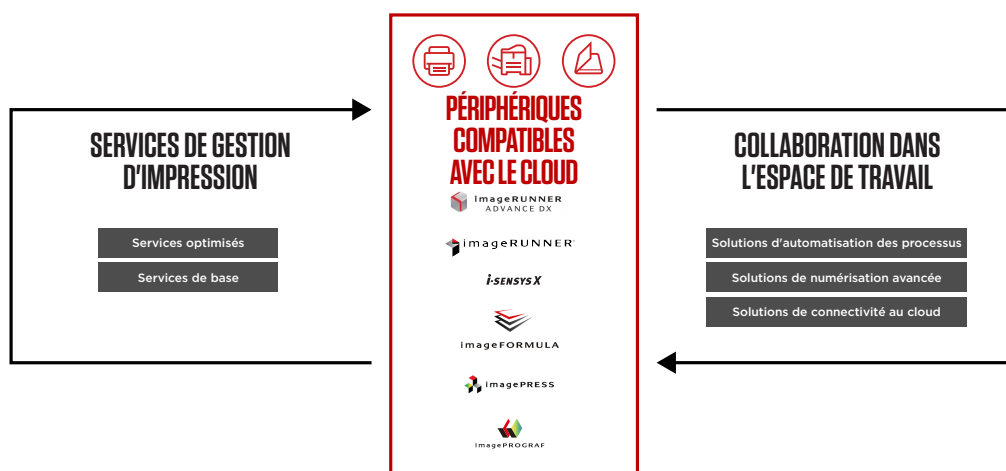 SERVICES DE GESTION
D'IMPRESSION
Services optimisés
Services de base
PÉRIPHÉRIQUES
COMPATIBLES
AVEC LE CLOUD
imageRUNNER
ADVANCE DX
imageRUNNER
i-SENSYS X
imageFORMULA
imagePRESS
imagePROGRAF
COLLABORATION DANS
L'ESPACE DE TRAVAIL
Solutions d'automatisation des processus
Solutions de numérisation avancée
Solutions de connectivité au cloud